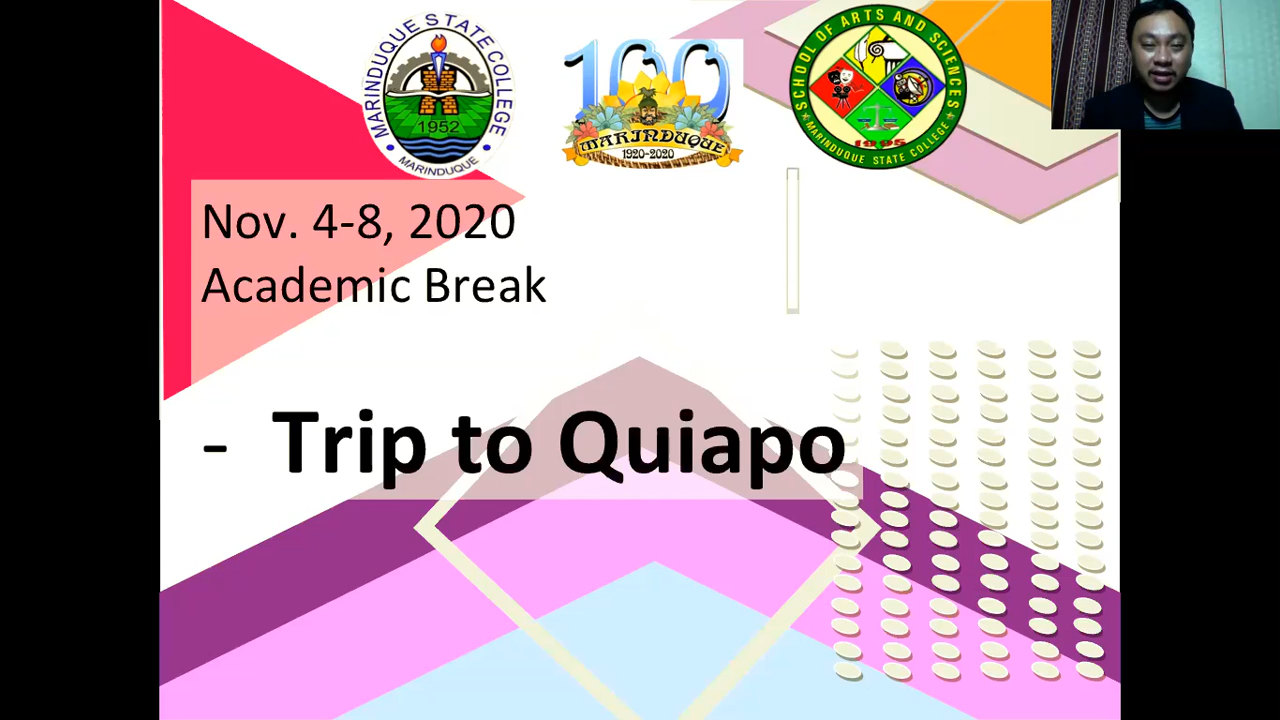 MARINDUQUE STATE COLLEGE
1952
MARINDUQUE
100
MARINDUQUE
1920-2020
SCHOOL OF ARTS AND SCIENCES
1995
MARINDUQUE STATE COLLEGE
Nov. 4-8, 2020
Academic Break
- Trip to Quiapo